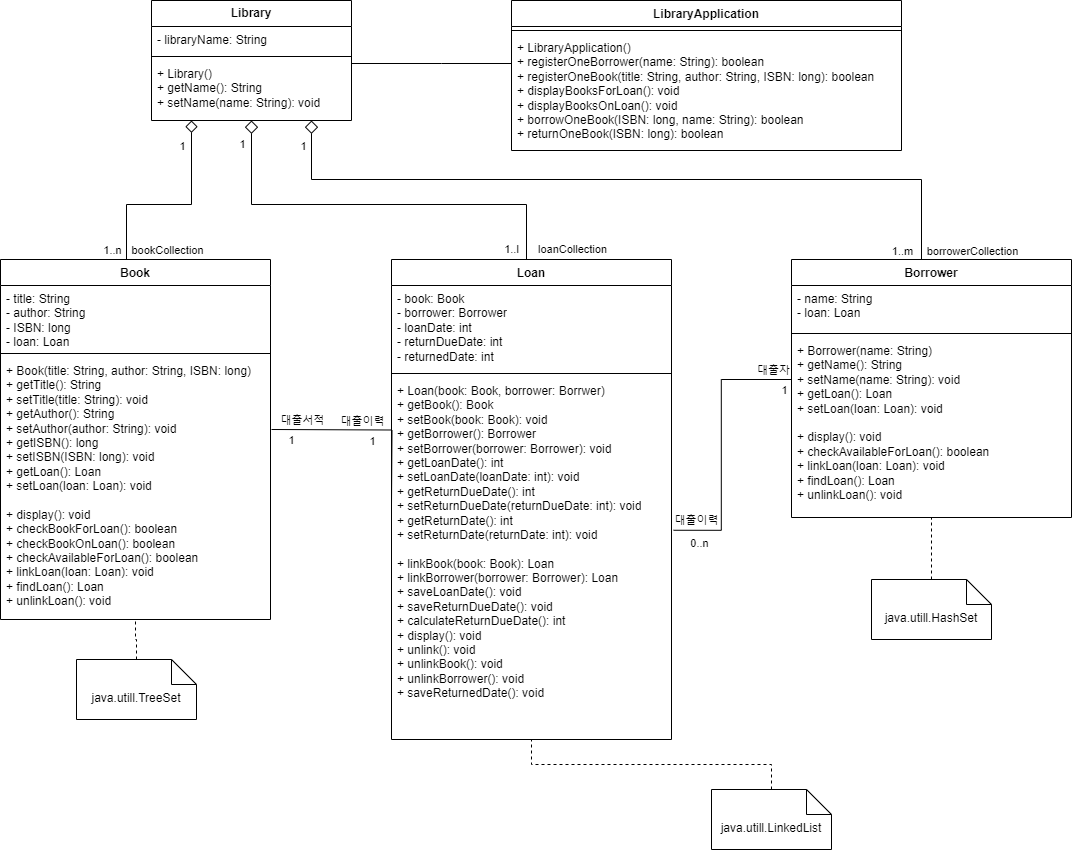 Library
- libraryName: String
+ Library()
+ getName(): String
+ setName(name: String): void
LibraryApplication
+ LibraryApplication()
+ registerOneBorrower(name: String): boolean
+ registerOneBook(title: String, author: String, ISBN: long): boolean
+ displayBooksForLoan(): void
+ displayBooksOnLoan(): void
+ borrowOneBook(ISBN: long, name: String): boolean
+ returnOneBook(ISBN: long): boolean
1
1
1
1..n bookCollection
1..l loanCollection
1..m borrowerCollection
Book
- title: String
- author: String
- ISBN: long
- loan: Loan
+ Book(title: String, author: String, ISBN: long)
+ getTitle(): String
+ setTitle(title: String): void
+ getAuthor(): String
+ setAuthor(author: String): void
+ getISBN(): long
+ setISBN(ISBN: long): void
+ getLoan(): Loan
+ setLoan(loan: Loan): void
+ display(): void
+ checkBookForLoan(): boolean
+ checkBookOnLoan(): boolean
+ checkAvailableForLoan(): boolean
+ linkLoan(loan: Loan): void
+ findLoan(): Loan
+ unlinkLoan(): void
java.utill.TreeSet
대출서적 대출이력
1 1
Loan
- book: Book
- borrower: Borrower
- loanDate: int
- returnDueDate: int
- returnedDate: int
+ Loan(book: Book, borrower: Borrwer)
+ getBook(): Book
+ setBook(book: Book): void
+ getBorrower(): Borrower
+ setBorrower(borrower: Borrower): void
+ getLoanDate(): int
+ setLoanDate(loanDate: int): void
+ getReturnDueDate(): int
+ setReturnDueDate(returnDueDate: int): void
+ getReturnDate(): int
+ setReturnDate(returnDate: int): void
+ linkBook(book: Book): Loan
+ linkBorrower(borrower: Borrower): Loan
+ saveLoanDate(): void
+ saveReturnDueDate(): void
+ calculateReturnDueDate(): int
+ display(): void
+ unlink(): void
+ unlinkBook(): void
+ unlinkBorrower(): void
+ saveReturnedDate(): void
java.utill.LinkedList
대출자
1
대출이력
0..n
Borrower
- name: String
- loan: Loan
+ Borrower(name: String)
+ getName(): String
+ setName(name: String): void
+ getLoan(): Loan
+ setLoan(loan: Loan): void
+ display(): void
+ checkAvailableForLoan(): boolean
+ linkLoan(loan: Loan): void
+ findLoan(): Loan
+ unlinkLoan(): void
java.utill.HashSet